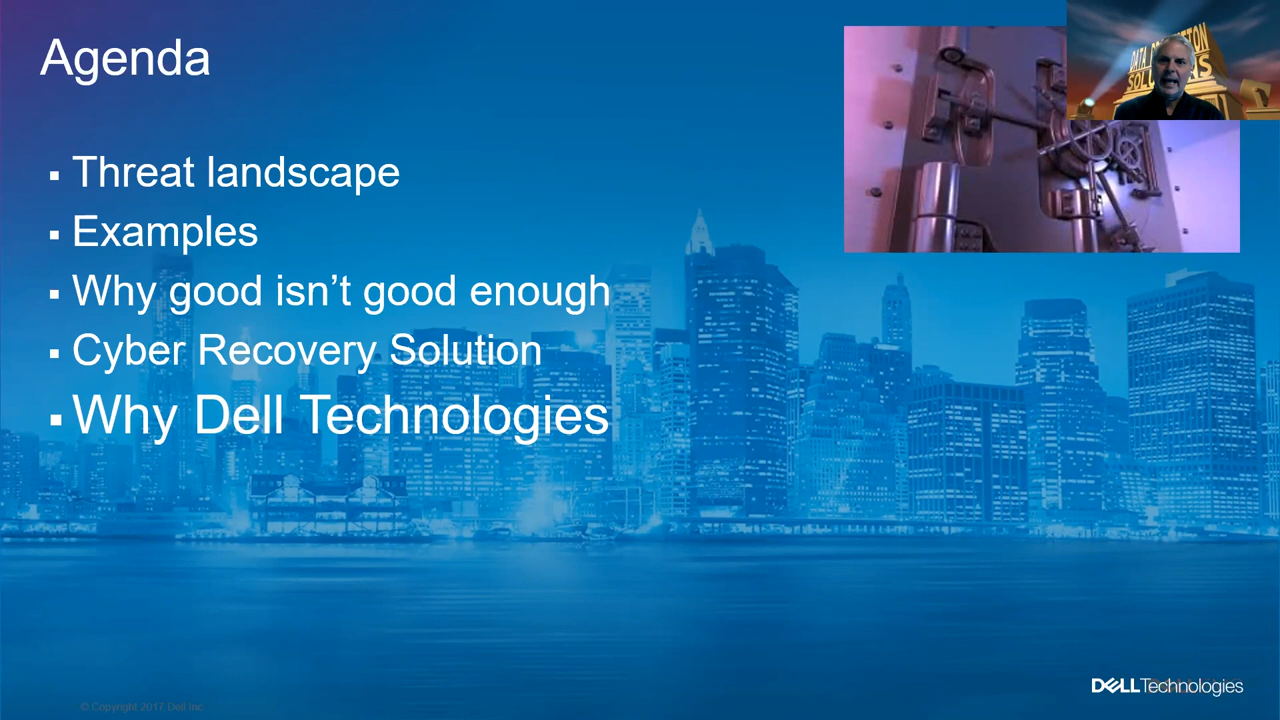 Agenda
▪ Threat landscape
▪ Examples
▪ Why good isn’t good enough
▪ Cyber Recovery Solution
▪ Why Dell Technologies
DELL Technologies
© Copyright 2017 Dell Inc.